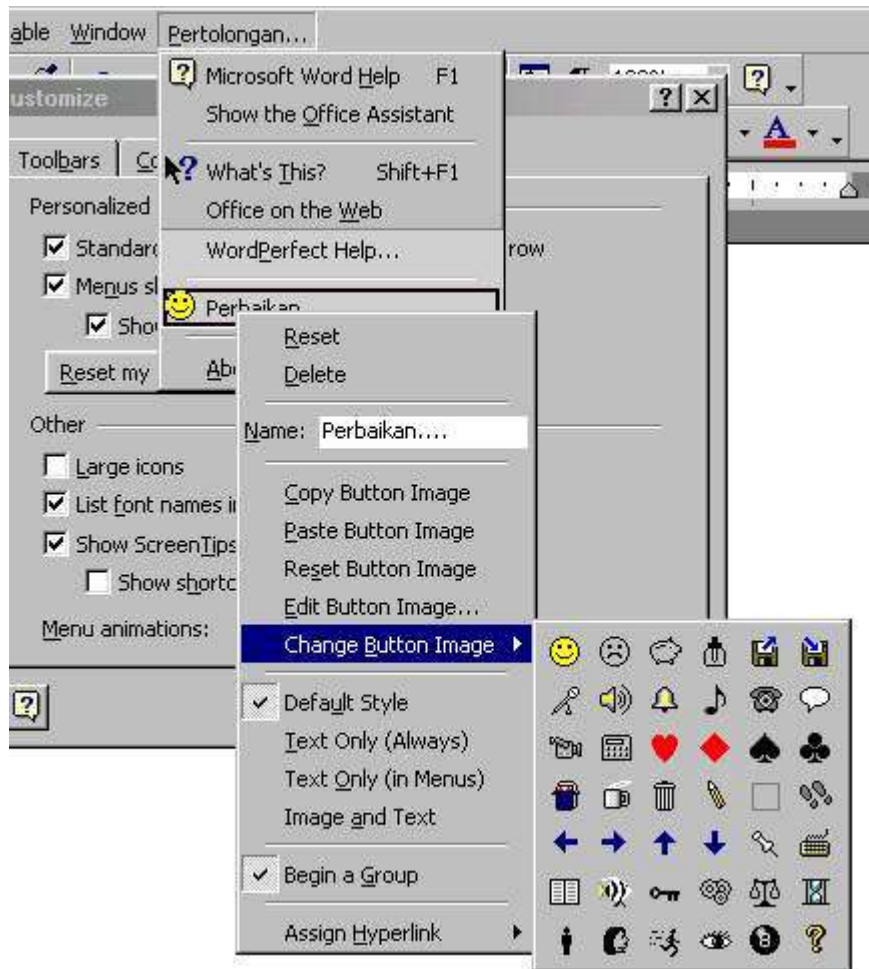 able Window Pertolongan...
Microsoft Word Help F1
ustomize
Show the Office Assistant
Toolbars
What's This? Shift+F1
Personalized
Office on the Web
Standard
WordPerfect Help...
row
Menus
Perbaikan
Reset
Reset my
Delete
Other
Name: Perbaikan....
Large icons
Copy Button Image
List font names
Paste Button Image
Show ScreenTips
Reset Button Image
Show
Edit Button Image...
Menu animations:
Change Button Image
Default Style
Text Only (Always)
Text Only (in Menus)
Image and Text
Begin a Group
Assign Hyperlink